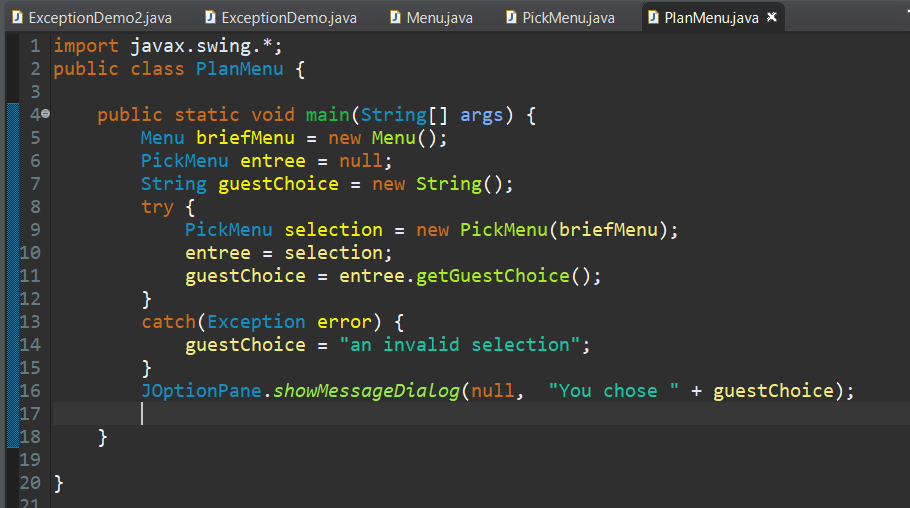 ExceptionDemo2.java ExceptionDemo.java Menu.java PickMenu.java PlanMenu.java
1 import javax.swing.*;
2 public class PlanMenu {
3
4 public static void main(String[] args) {
5 Menu briefMenu = new Menu();
6 PickMenu entree = null;
7 String guestChoice = new String();
8 try {
9 PickMenu selection = new PickMenu(briefMenu);
10 entree = selection;
11 guestChoice = entree.getGuestChoice();
12 }
13 catch(Exception error) {
14 guestChoice = "an invalid selection";
15 }
16 JOptionPane.showMessageDialog(null,  "You chose " + guestChoice);
17
18 }
19
20 }
21